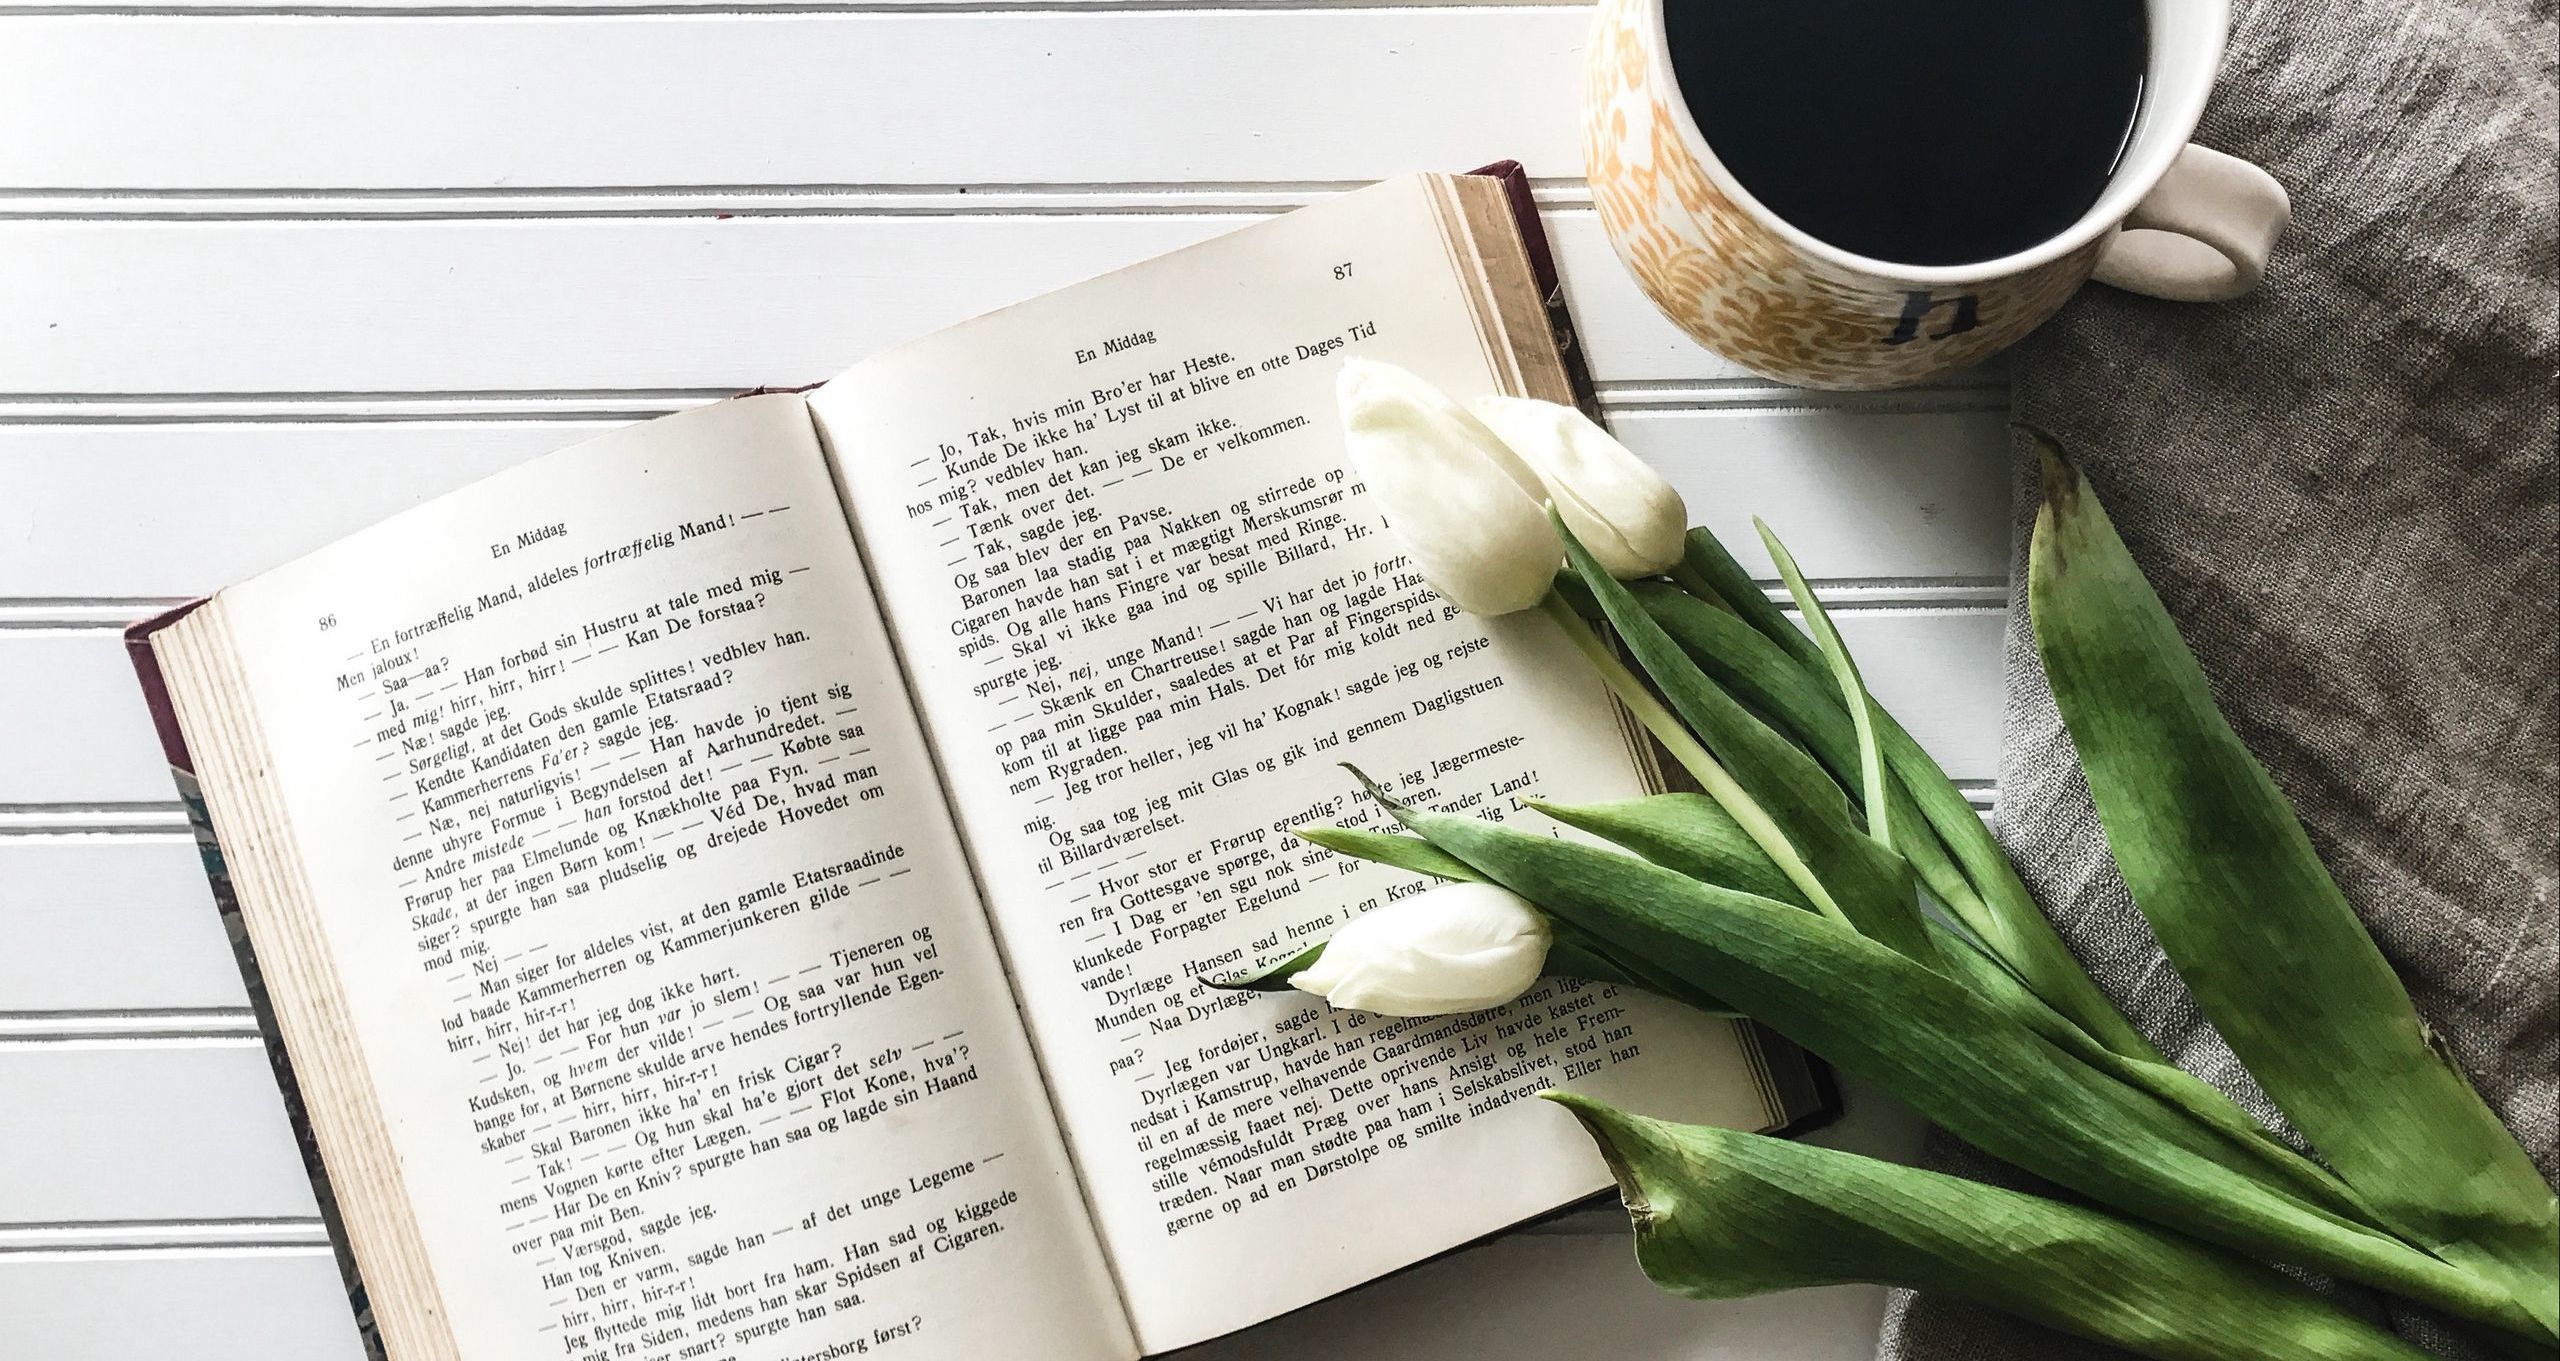 86
En Middag
— En fortræffelig Mand, aldeles fortræffelig Mand! — —
Men jaloux!
— Saa—aa?
— Ja. — — Han forbød sin Hustru at tale med mig —
— med mig! hirr, hirr, hirr! — — Kan De forstaa?
— Næ! sagde jeg.
— Sørgeligt, at det Gods skulde splittes! vedblev han.
— Kendte Kandidaten den gamle Etatsraad?
— Kammerherrens Fa'er? sagde jeg.
— Næ, nej naturligvis! — — Han havde jo tjent sig
denne uhyre Formue i Begyndelsen af Aarhundredet. —
— Andre mistede — — han forstod det! — — Købte saa
Frørup her paa Elmelunde og Knækholte paa Fyn. — —
Skade, at der ingen Børn kom! — — Véd De, hvad man
siger? spurgte han saa pludselig og drejede Hovedet om
mod mig.
— Nej — —
— Man siger for aldeles vist, at den gamle Etatsraadinde
lod baade Kammerherren og Kammerjunkeren gilde — —
hirr, hirr, hir-r-r!
— Nej! det har jeg dog ikke hørt.
— Jo. — — For hun var jo slem! — — Tjeneren og
Kudsken, og hvem der vilde! — — Og saa var hun vel
bange for, at Børnene skulde arve hendes fortryllende Egen-
skaber — — hirr, hirr, hir-r-r!
— Skal Baronen ikke ha' en frisk Cigar?
— Tak! — — Og hun skal ha'e gjort det selv — —
mens Vognen kørte efter Lægen. — — Flot Kone, hva'?
— — Har De en Kniv? spurgte han saa og lagde sin Haand
over paa mit Ben.
— Værsgod, sagde jeg.
Han tog Kniven.
— Den er varm, sagde han — af det unge Legeme —
— hirr, hirr, hir-r-r!
Jeg flyttede mig lidt bort fra ham. Han sad og kiggede
mig fra Siden, medens han skar Spidsen af Cigaren.
snart? spurgte han saa.
først?
87
En Middag
— Jo, Tak, hvis min Bro'er har Heste.
— Kunde De ikke ha' Lyst til at blive en otte Dages Tid
hos mig? vedblev han.
— Tak, men det kan jeg skam ikke.
— Tænk over det. — — De er velkommen.
— Tak, sagde jeg.
Og saa blev der en Pavse.
Baronen laa stadig paa Nakken og stirrede op
Cigaren havde han sat i et mægtigt Merskumsrør
spids. Og alle hans Fingre var besat med Ringe.
— Skal vi ikke gaa ind og spille Billard, Hr.
spurgte jeg.
— Nej, nej, unge Mand! — — Vi har det jo
— — Skænk en Chartreuse! sagde han og lagde
op paa min Skulder, saaledes at et Par af
kom til at ligge paa min Hals. Det fór mig koldt ned
nem Rygraden.
— Jeg tror heller, jeg vil ha' Kognak! sagde jeg og rejste
mig.
Og saa tog jeg mit Glas og gik ind gennem Dagligstuen
til Billardværelset.
— — — —
— Hvor stor er Frørup egentlig? jeg Jægermeste-
ren fra Gottesgave spørge, da stod i
— I Dag er 'en sgu nok Tønder Land!
klunkede Forpagter Egelund — for
vande!
Dyrlæge Hansen sad henne i en Krog
Munden og et Glas
— Naa Dyrlæge,
paa?
— Jeg fordøjer, sagde
Dyrlægen var Ungkarl. I de
nedsat i Kamstrup, havde han
til en af de mere velhavende Gaardmandsdøtre, men
regelmæssig faaet nej. Dette oprivende Liv havde kastet et
stille vémodsfuldt Præg over hans Ansigt og hele Frem-
træden. Naar man stødte paa ham i Selskabslivet, stod han
gærne op ad en Dørstolpe og smilte indadvendt. Eller han
h